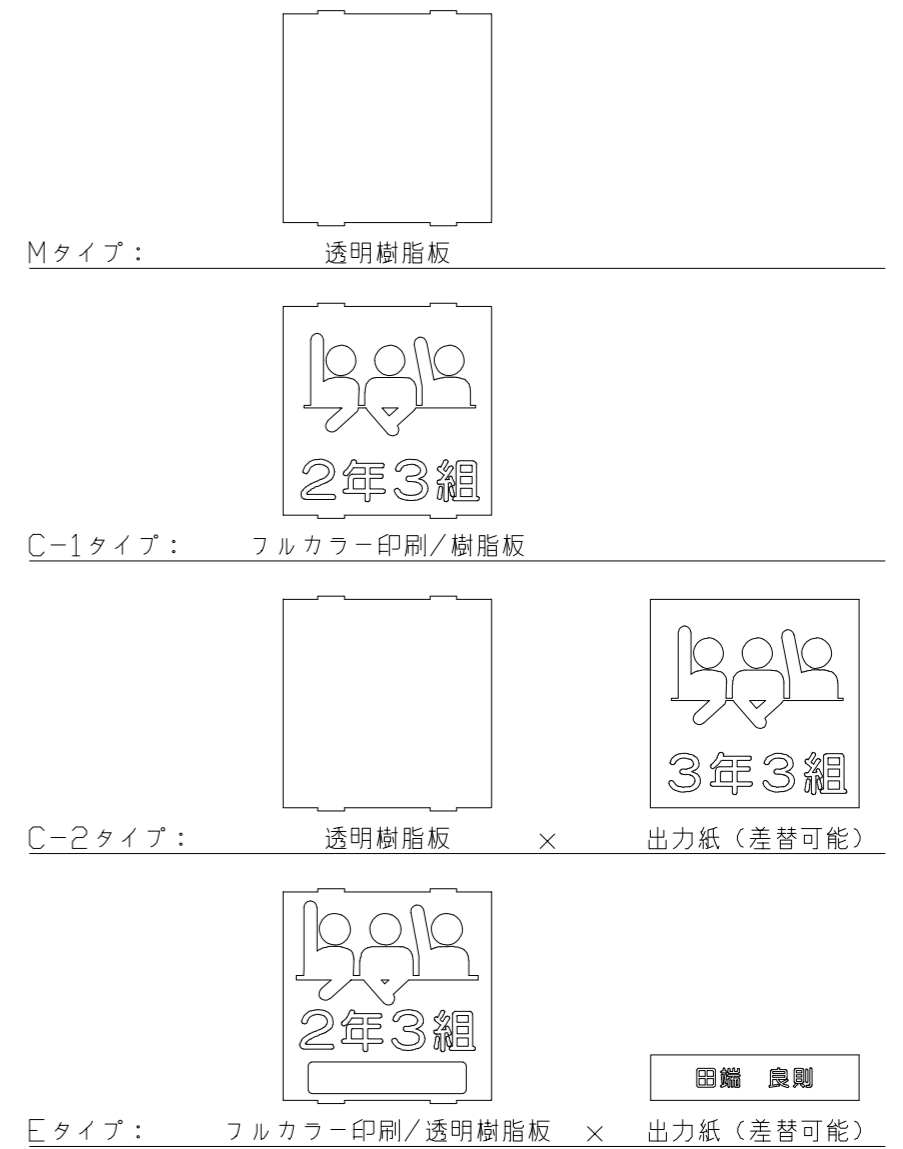 Mタイプ: 透明樹脂板
2年3組
C-1タイプ: フルカラー印刷/樹脂板
3年3組
C-2タイプ: 透明樹脂板 × 出力紙(差替可能)
2年3組
田端 良則
Eタイプ: フルカラー印刷/透明樹脂板 × 出力紙(差替可能)